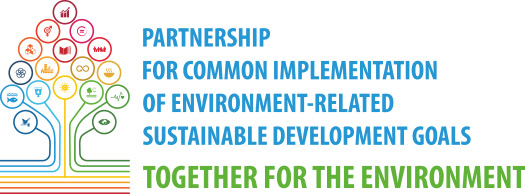 PARTNERSHIP
FOR COMMON IMPLEMENTATION
OF ENVIRONMENT-RELATED
SUSTAINABLE DEVELOPMENT GOALS
TOGETHER FOR THE ENVIRONMENT